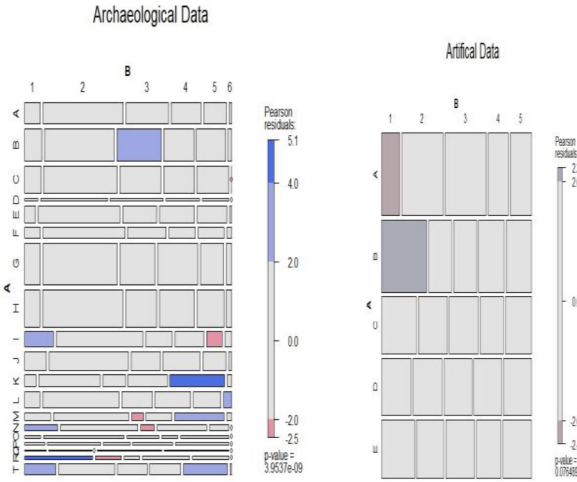 Archaeological Data
B
1 2 3 4 5 6
A
B
C
D
E
F
G
A
H
I
J
K
L
M
N
T
Pearson
residuals:
5.1
4.0
2.0
0.0
-2.0
-2.5
p-value =
3.9537e-09
Artifical Data
B
1 2 3 4 5
A
B
A
C
D
E
Pearson
residuals
p-value =